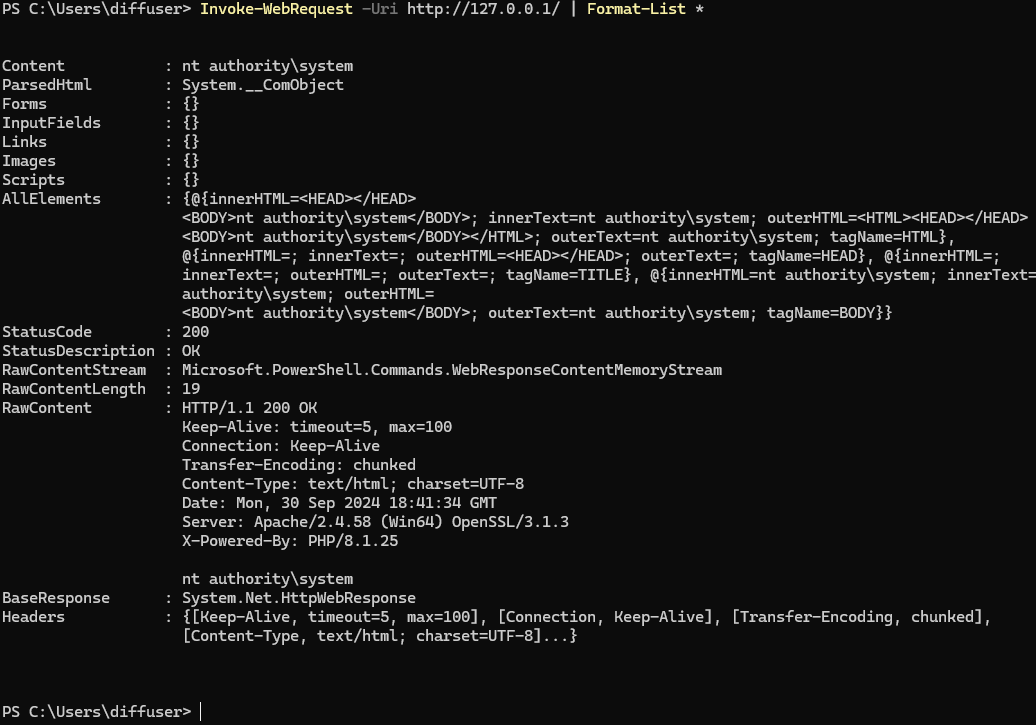 PS C:\Users\diffuser> Invoke-WebRequest -Uri http://127.0.0.1/ | Format-List *
Content           : nt authority\system
ParsedHtml        : System.__ComObject
Forms             : {}
InputFields       : {}
Links             : {}
Images            : {}
Scripts           : {}
AllElements       : {@{innerHTML=<HEAD></HEAD>
                    <BODY>nt authority\system</BODY>; innerText=nt authority\system; outerHTML=<HTML><HEAD></HEAD>
                    <BODY>nt authority\system</BODY></HTML>; outerText=nt authority\system; tagName=HTML},
                    @{innerHTML=; innerText=; outerHTML=<HEAD></HEAD>; outerText=; tagName=HEAD}, @{innerHTML=;
                    innerText=; outerHTML=; outerText=; tagName=TITLE}, @{innerHTML=nt authority\system; innerText=
                    authority\system; outerHTML=
                    <BODY>nt authority\system</BODY>; outerText=nt authority\system; tagName=BODY}}
StatusCode        : 200
StatusDescription : OK
RawContentStream  : Microsoft.PowerShell.Commands.WebResponseContentMemoryStream
RawContentLength  : 19
RawContent        : HTTP/1.1 200 OK
                    Keep-Alive: timeout=5, max=100
                    Connection: Keep-Alive
                    Transfer-Encoding: chunked
                    Content-Type: text/html; charset=UTF-8
                    Date: Mon, 30 Sep 2024 18:41:34 GMT
                    Server: Apache/2.4.58 (Win64) OpenSSL/3.1.3
                    X-Powered-By: PHP/8.1.25
                    nt authority\system
BaseResponse      : System.Net.HttpWebResponse
Headers           : {[Keep-Alive, timeout=5, max=100], [Connection, Keep-Alive], [Transfer-Encoding, chunked],
                    [Content-Type, text/html; charset=UTF-8]...}
PS C:\Users\diffuser>